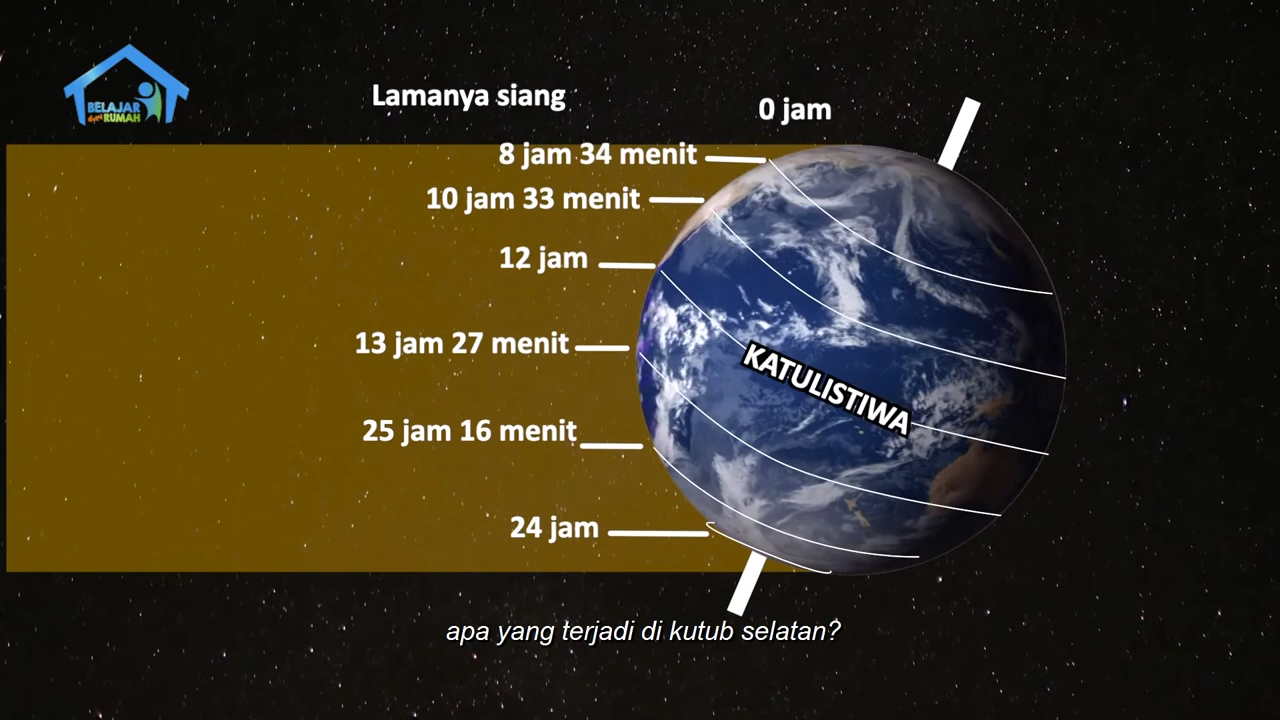 BELAJAR
dari RUMAH
Lamanya siang
0 jam
8 jam 34 menit
10 jam 33 menit
12 jam
13 jam 27 menit
KATULISTIWA
25 jam 16 menit
24 jam
apa yang terjadi di kutub selatan?